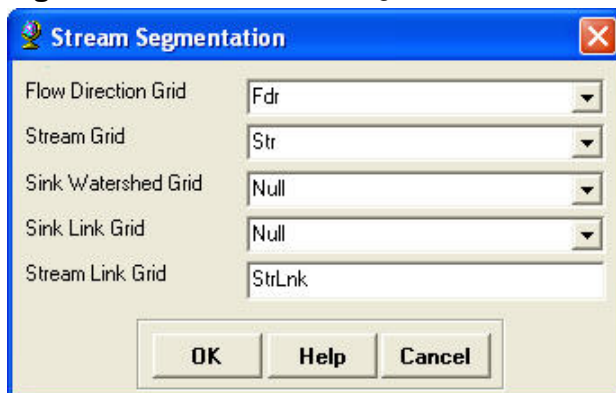 Stream Segmentation
Flow Direction Grid Fdr
Stream Grid Str
Sink Watershed Grid Null
Sink Link Grid Null
Stream Link Grid StrLnk
OK Help Cancel